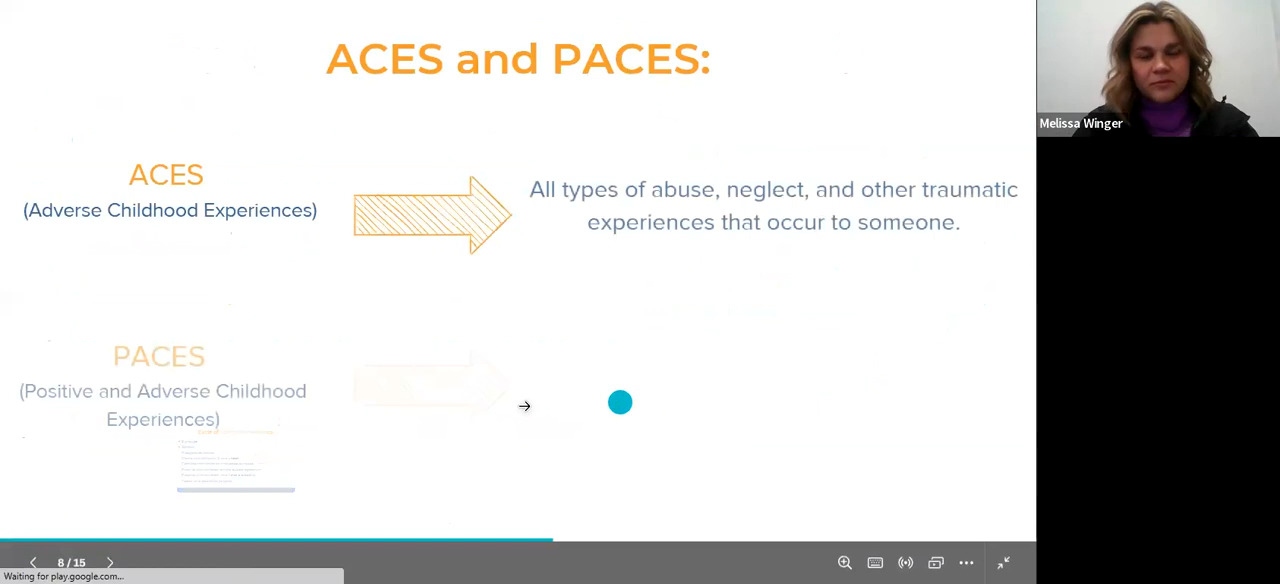 ACES and PACES:
Melissa Winger
ACES
(Adverse Childhood Experiences)
All types of abuse, neglect, and other traumatic
experiences that occur to someone.
PACES
(Positive and Adverse Childhood
Experiences)
8 / 15
Waiting for play.google.com...